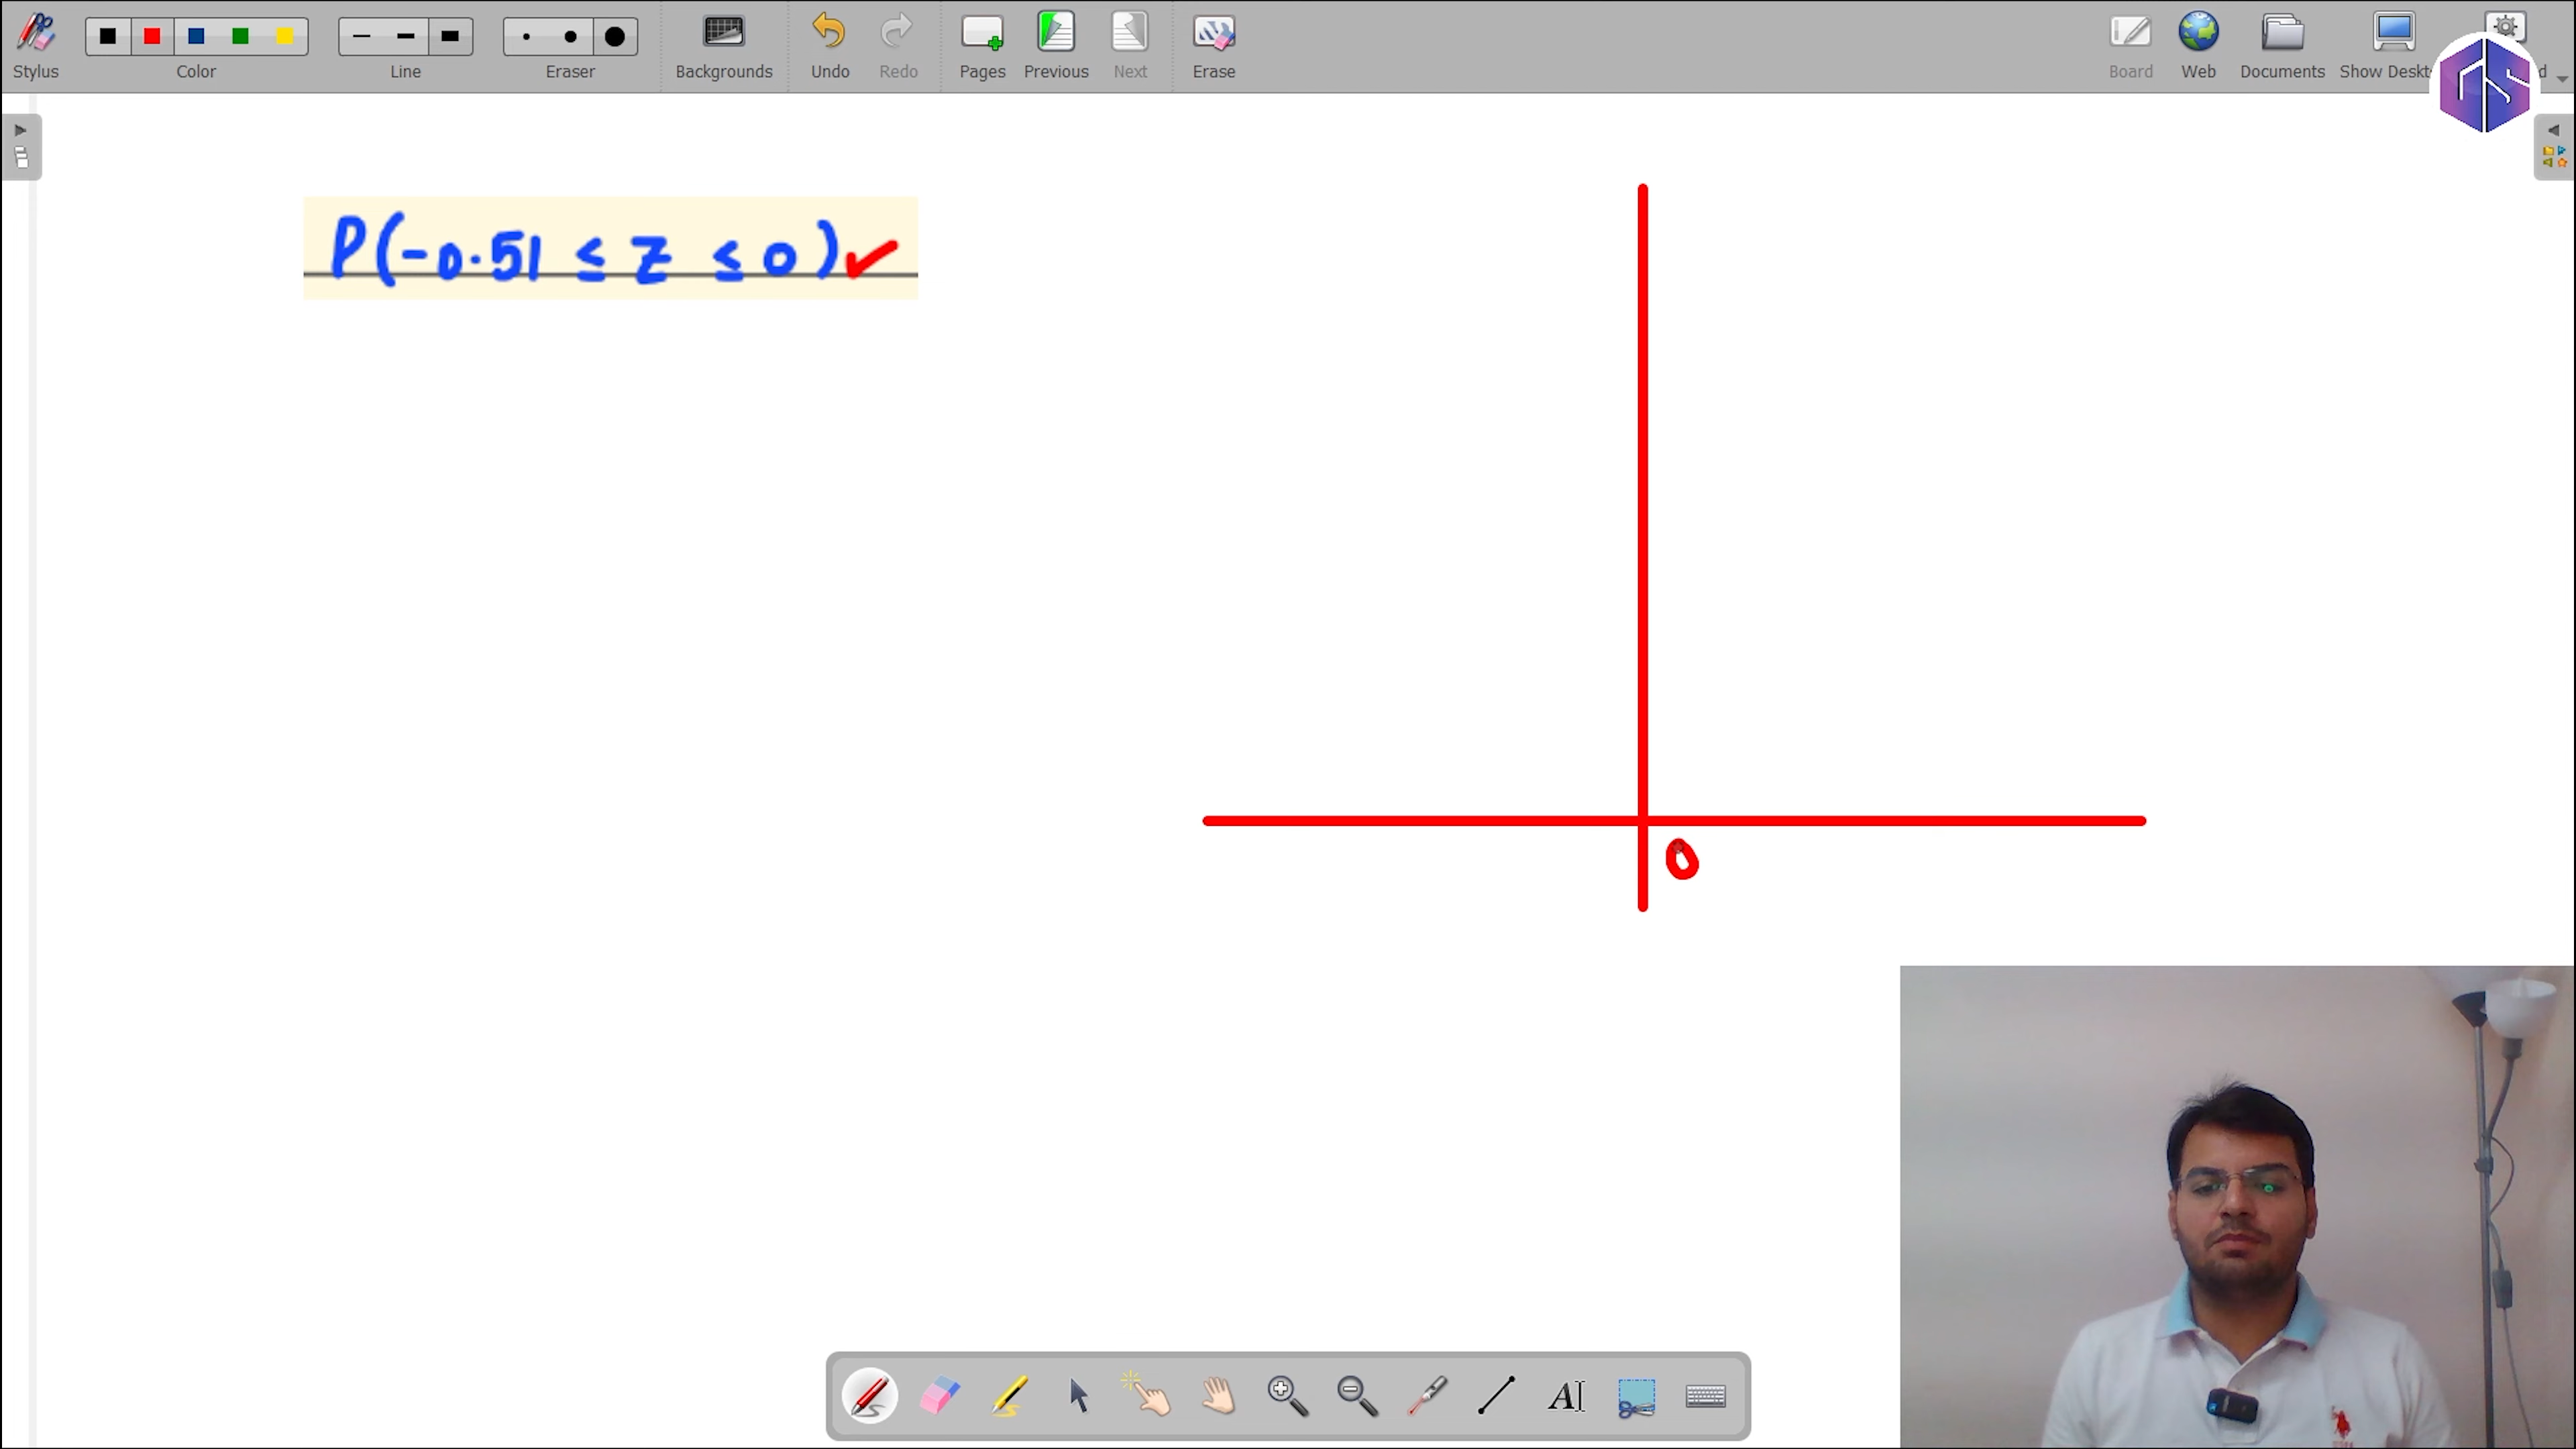 Stylus Color Line Eraser Backgrounds Undo Redo Pages Previous Next Erase Board Web Documents Show Deskt d
P(-0.51 ≤ Z ≤ 0)✓
0